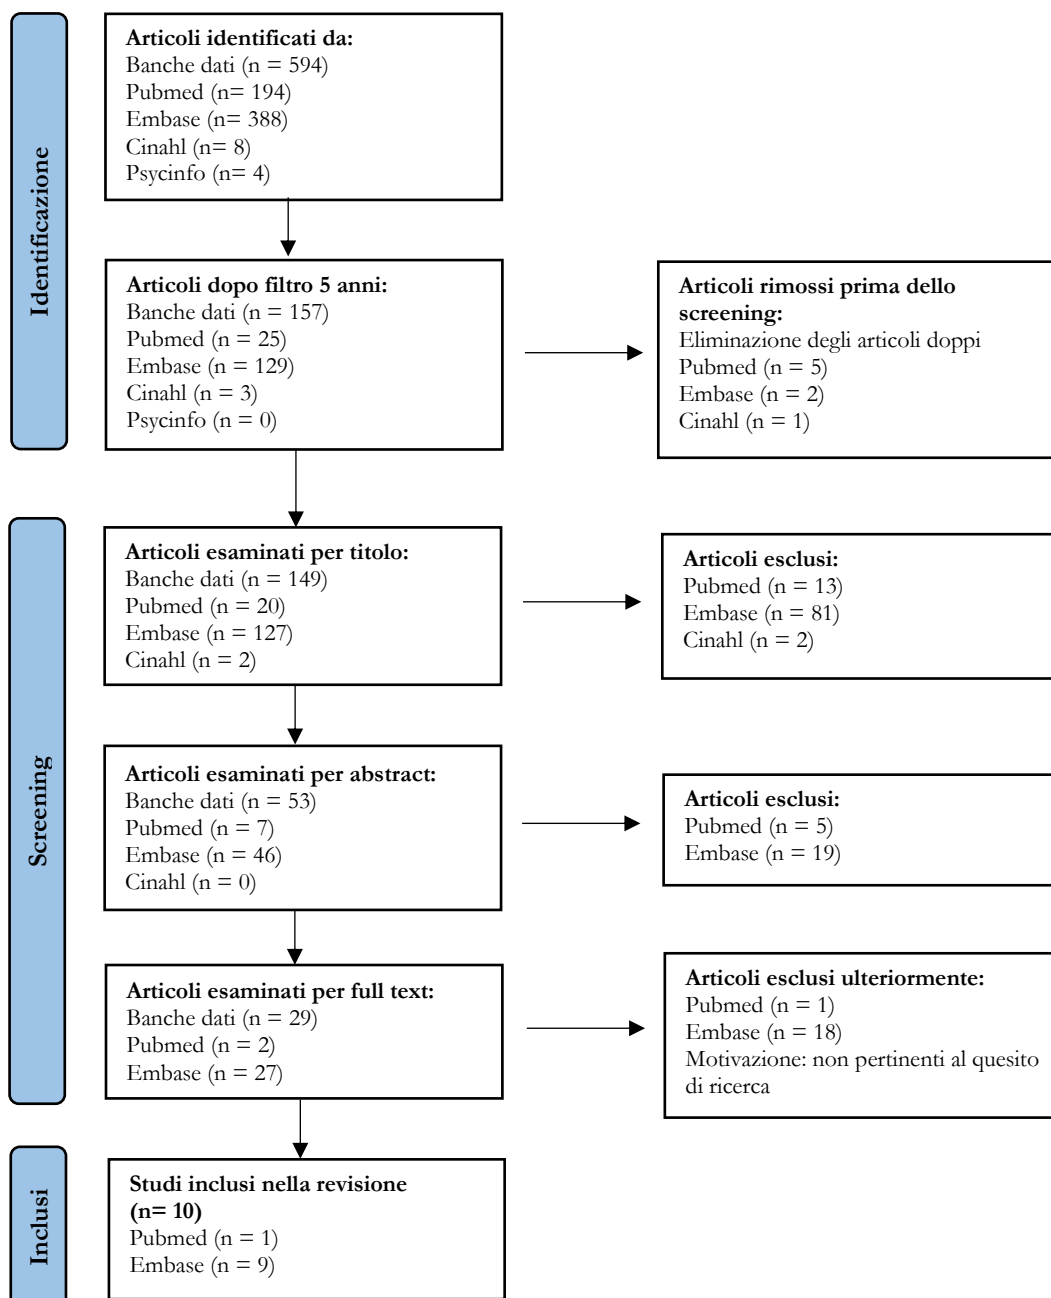 Identificazione
Articoli identificati da:
Banche dati (n = 594)
Pubmed (n= 194)
Embase (n= 388)
Cinahl (n= 8)
Psycinfo (n= 4)
Articoli dopo filtro 5 anni:
Banche dati (n = 157)
Pubmed (n = 25)
Embase (n = 129)
Cinahl (n = 3)
Psycinfo (n = 0)
Articoli rimossi prima dello
screening:
Eliminazione degli articoli doppi
Pubmed (n = 5)
Embase (n = 2)
Cinahl (n = 1)
Screening
Articoli esaminati per titolo:
Banche dati (n = 149)
Pubmed (n = 20)
Embase (n = 127)
Cinahl (n = 2)
Articoli esclusi:
Pubmed (n = 13)
Embase (n = 81)
Cinahl (n = 2)
Articoli esaminati per abstract:
Banche dati (n = 53)
Pubmed (n = 7)
Embase (n = 46)
Cinahl (n = 0)
Articoli esclusi:
Pubmed (n = 5)
Embase (n = 19)
Articoli esaminati per full text:
Banche dati (n = 29)
Pubmed (n = 2)
Embase (n = 27)
Articoli esclusi ulteriormente:
Pubmed (n = 1)
Embase (n = 18)
Motivazione: non pertinenti al quesito
di ricerca
Inclusi
Studi inclusi nella revisione
(n= 10)
Pubmed (n = 1)
Embase (n = 9)